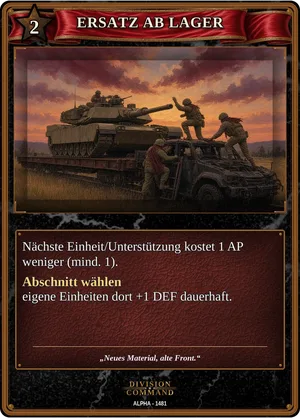 2
ERSATZ AB LAGER
Nächste Einheit/Unterstützung kostet 1 AP
weniger (mind. 1).
Abschnitt wählen
eigene Einheiten dort +1 DEF dauerhaft.
„Neues Material, alte Front.“
DIVISION
COMMAND
ALPHA - 1481